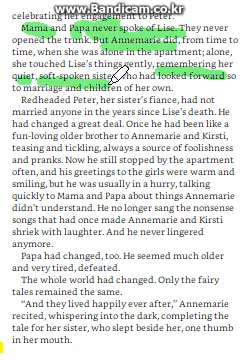 www.Bandicam.co.kr
celebrating her engagement to Peter.
Mama and Papa never spoke of Lise. They never
opened the trunk. But Annemarie did, from time to
time, when she was alone in the apartment; alone,
she touched Lise's things gently, remembering her
quiet, soft-spoken sister who had looked forward so
to marriage and children of her own.
Redheaded Peter, her sister's fiance, had not
married anyone in the years since Lise's death. He
had changed a great deal. Once he had been like a
fun-loving older brother to Annemarie and Kirsti,
teasing and tickling, always a source of foolishness
and pranks. Now he still stopped by the apartment
often, and his greetings to the girls were warm and
smiling, but he was usually in a hurry, talking
quickly to Mama and Papa about things Annemarie
didn't understand. He no longer sang the nonsense
songs that had once made Annemarie and Kirsti
shriek with laughter. And he never lingered
anymore.
Papa had changed, too. He seemed much older
and very tired, defeated.
The whole world had changed. Only the fairy
tales remained the same.
“And they lived happily ever after,” Annemarie
recited, whispering into the dark, completing the
tale for her sister, who slept beside her, one thumb
in her mouth.